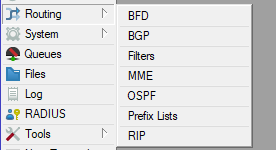 Routing
System
Queues
Files
Log
RADIUS
Tools
BFD
BGP
Filters
MME
OSPF
Prefix Lists
RIP